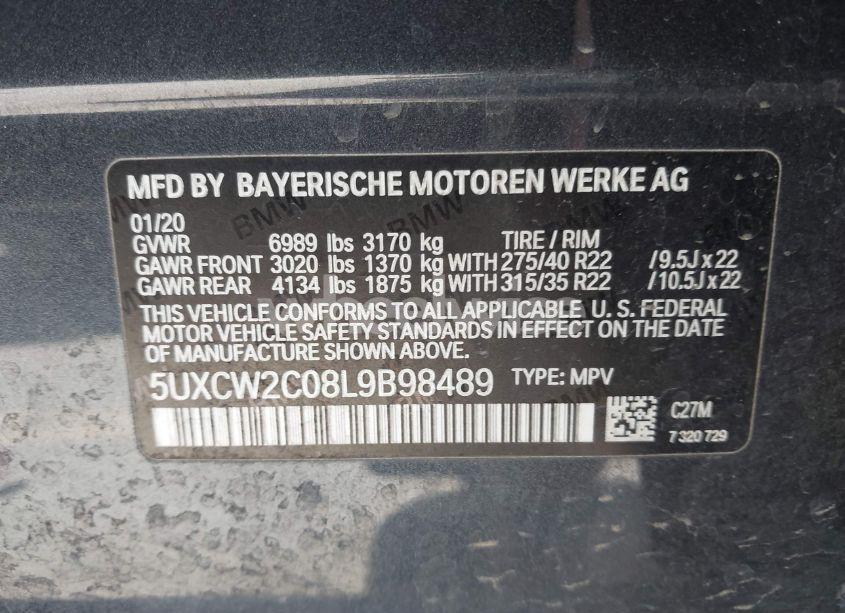 MFD BY BAYERISCHE MOTOREN WERKE AG
01/20
GVWR 6989 lbs 3170 kg TIRE / RIM
GAWR FRONT 3020 lbs 1370 kg WITH 275/40 R22 /9.5J x 22
GAWR REAR 4134 lbs 1875 kg WITH 315/35 R22 /10.5J x 22
THIS VEHICLE CONFORMS TO ALL APPLICABLE U. S. FEDERAL
MOTOR VEHICLE SAFETY STANDARDS IN EFFECT ON THE DATE
OF MANUFACTURE SHOWN ABOVE.
5UXCW2C08L9B98489 TYPE: MPV
C27M
7 320 729